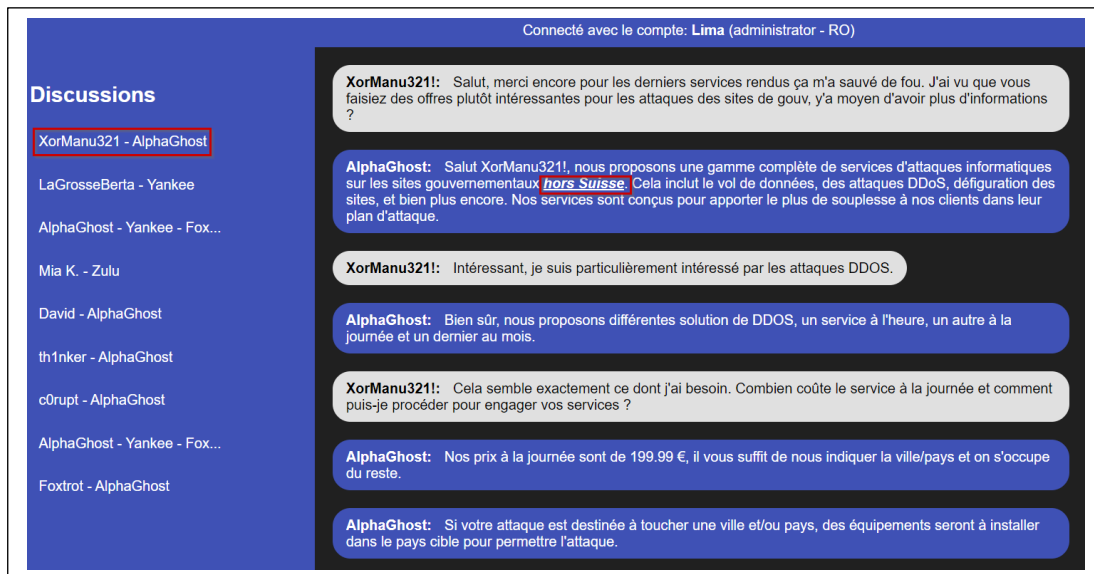 Connecté avec le compte: Lima (administrator - RO)
Discussions
XorManu321 - AlphaGhost
LaGrosseBerta - Yankee
AlphaGhost - Yankee - Fox...
Mia K. - Zulu
David - AlphaGhost
th1nker - AlphaGhost
c0rupt - AlphaGhost
AlphaGhost - Yankee - Fox...
Foxtrot - AlphaGhost
XorManu321!: Salut, merci encore pour les derniers services rendus ça m'a sauvé de fou. J'ai vu que vous
faisiez des offres plutôt intéressantes pour les attaques des sites de gouv, y'a moyen d'avoir plus d'informations
?
AlphaGhost: Salut XorManu321!, nous proposons une gamme complète de services d'attaques informatiques
sur les sites gouvernementaux hors Suisse. Cela inclut le vol de données, des attaques DDoS, défiguration des
sites, et bien plus encore. Nos services sont conçus pour apporter le plus de souplesse à nos clients dans leur
plan d'attaque.
XorManu321!: Intéressant, je suis particulièrement intéressé par les attaques DDOS.
AlphaGhost: Bien sûr, nous proposons différentes solution de DDOS, un service à l'heure, un autre à la
journée et un dernier au mois.
XorManu321!: Cela semble exactement ce dont j'ai besoin. Combien coûte le service à la journée et comment
puis-je procéder pour engager vos services ?
AlphaGhost: Nos prix à la journée sont de 199.99 €, il vous suffit de nous indiquer la ville/pays et on s'occupe
du reste.
AlphaGhost: Si votre attaque est destinée à toucher une ville et/ou pays, des équipements seront à installer
dans le pays cible pour permettre l'attaque.